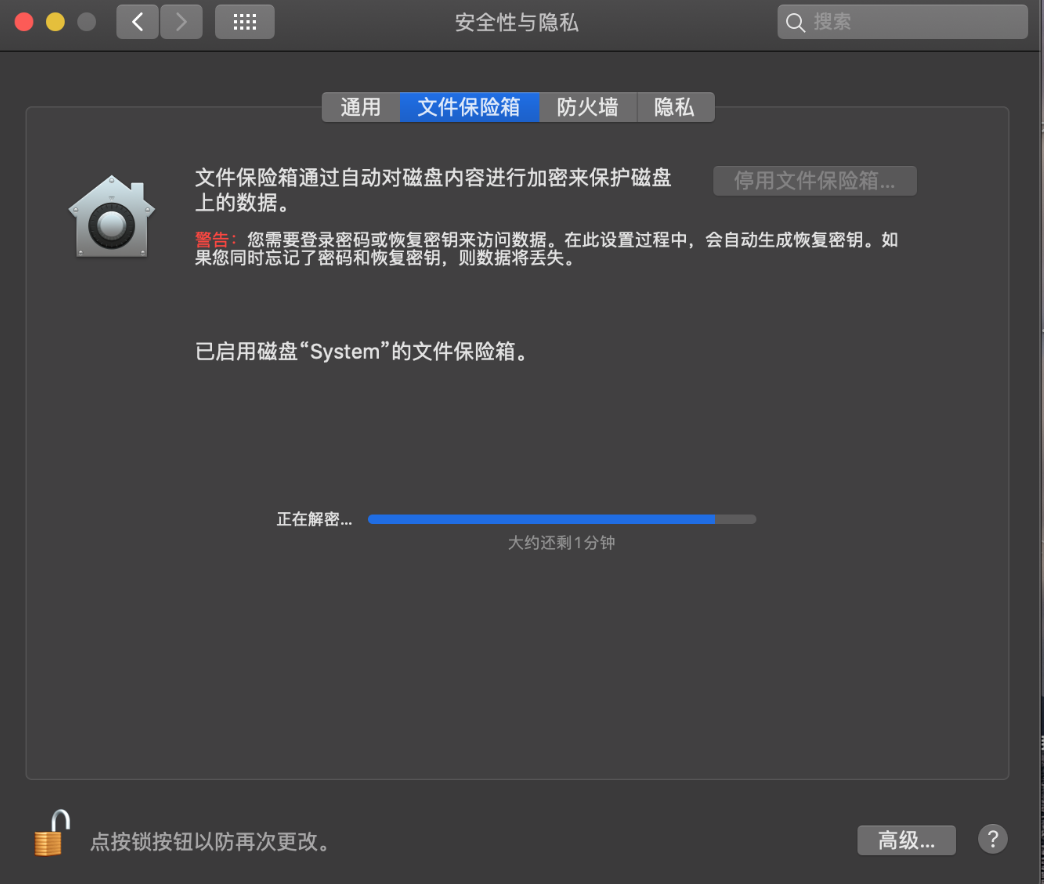 安全性与隐私
搜索
通用
文件保险箱
防火墙
隐私
文件保险箱通过自动对磁盘内容进行加密来保护磁盘
上的数据。
停用文件保险箱...
警告：您需要登录密码或恢复密钥来访问数据。在此设置过程中，会自动生成恢复密钥。如
果您同时忘记了密码和恢复密钥，则数据将丢失。
已启用磁盘“System”的文件保险箱。
正在解密...
大约还剩1分钟
点按锁按钮以防再次更改。
高级...
?